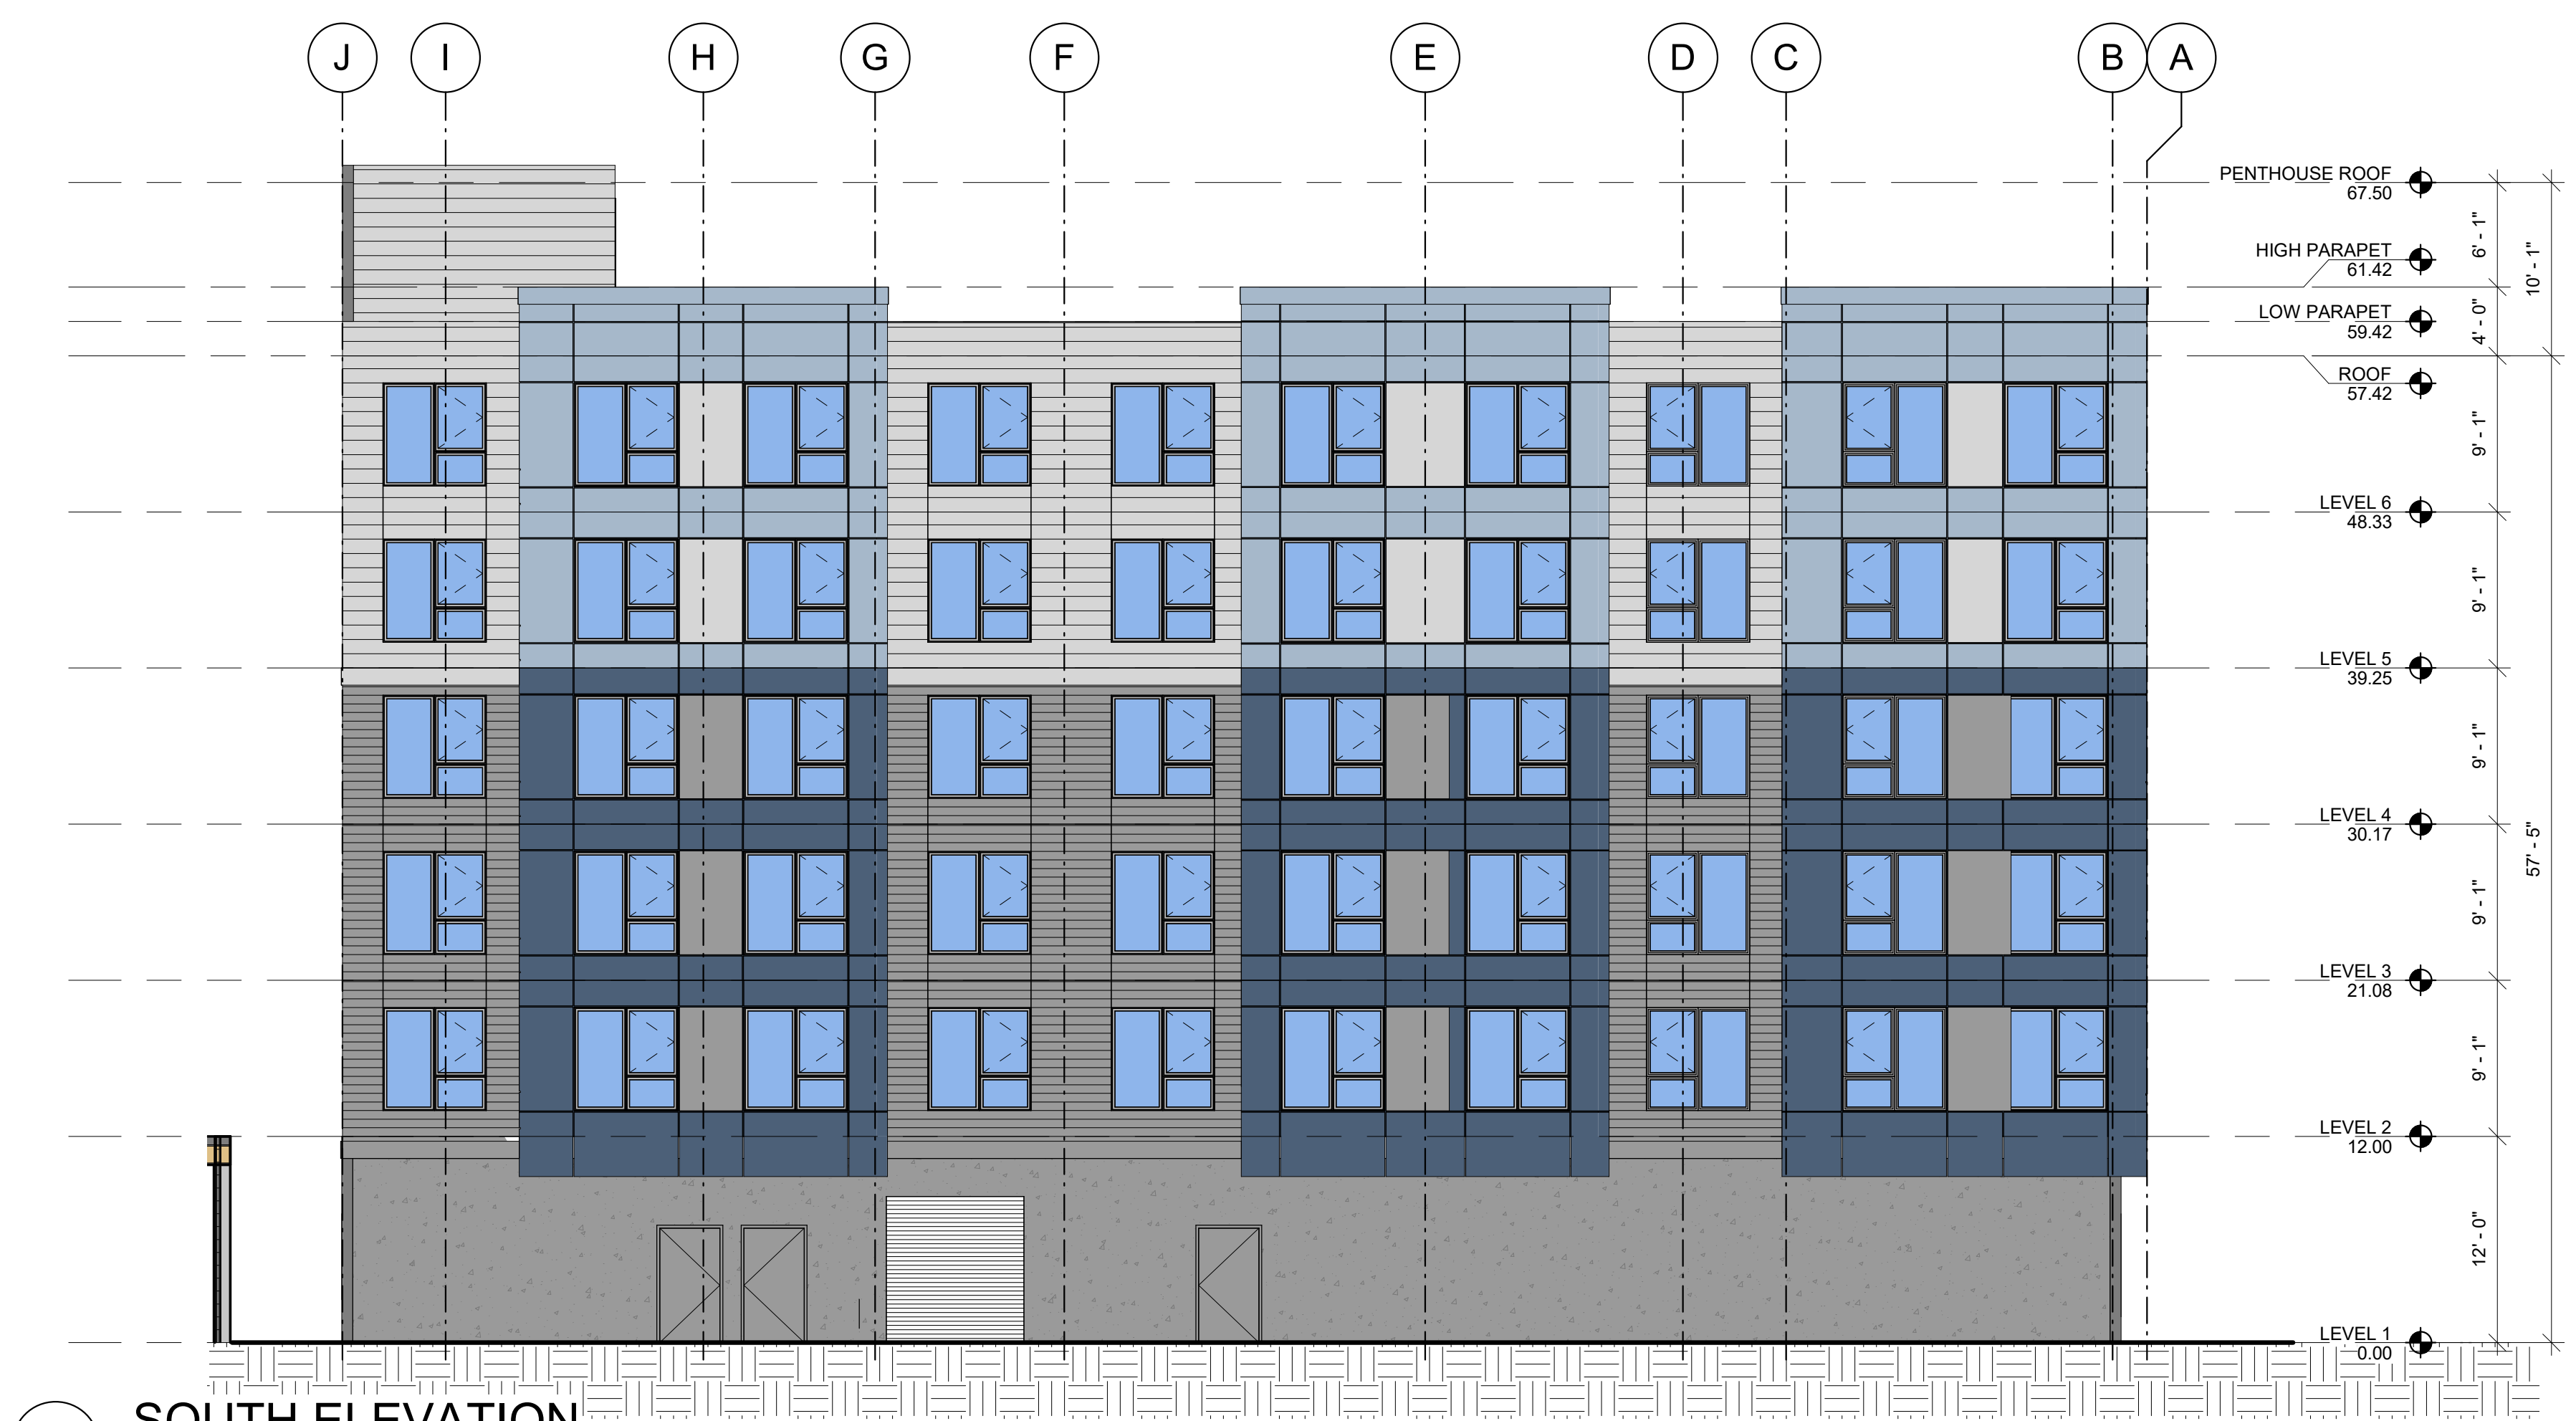 J I H G F E D C B A
PENTHOUSE ROOF
67.50
6' - 1"
10' - 1"
HIGH PARAPET
61.42
LOW PARAPET
59.42
4' - 0"
ROOF
57.42
9' - 1"
LEVEL 6
48.33
9' - 1"
LEVEL 5
39.25
9' - 1"
LEVEL 4
30.17
57' - 5"
9' - 1"
LEVEL 3
21.08
9' - 1"
LEVEL 2
12.00
12' - 0"
LEVEL 1
0.00
SOUTH ELEVATION